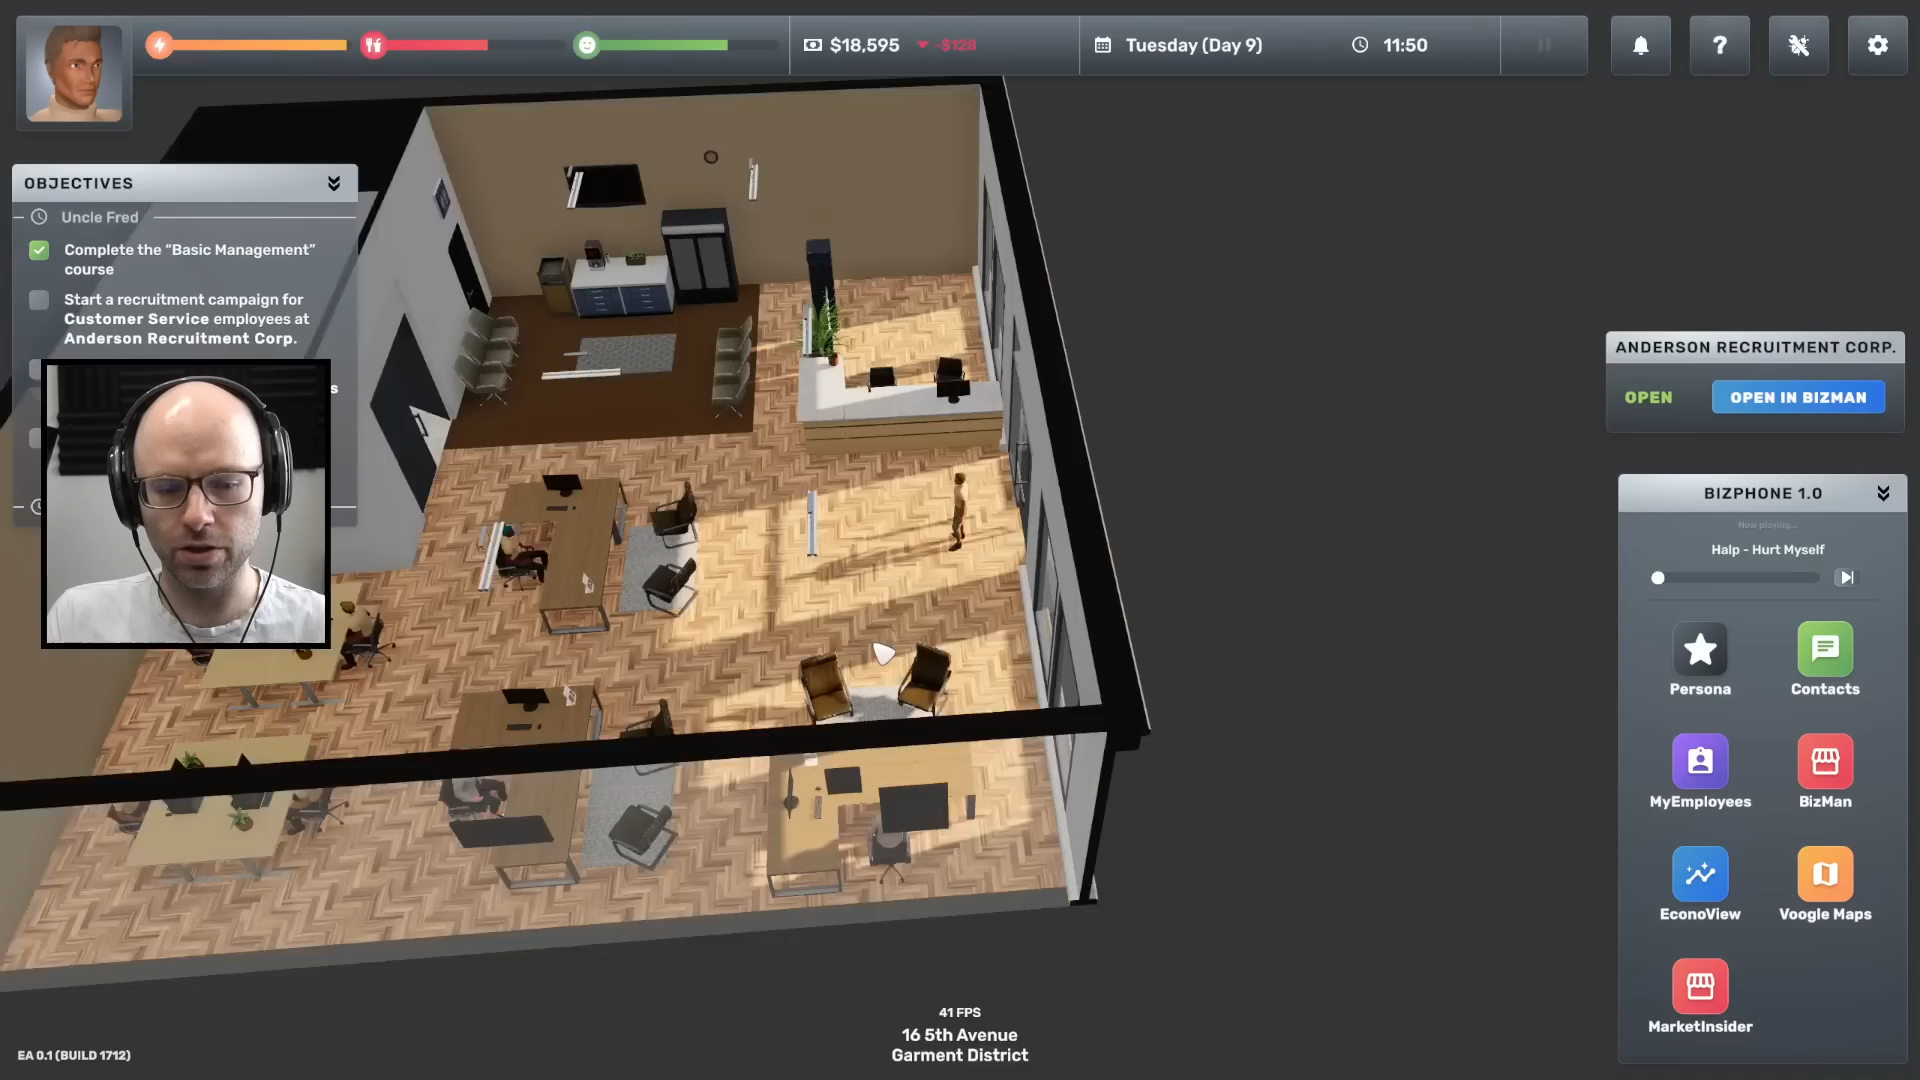 $18,595
-$128
Tuesday (Day 9)
11:50
?
OBJECTIVES
Uncle Fred
Complete the "Basic Management"
course
Start a recruitment campaign for
Customer Service employees at
Anderson Recruitment Corp.
s
ANDERSON RECRUITMENT CORP.
OPEN
OPEN IN BIZMAN
BIZPHONE 1.0
Now playing...
Halp - Hurt Myself
Persona
Contacts
MyEmployees
BizMan
EconoView
Voogle Maps
MarketInsider
41 FPS
16 5th Avenue
Garment District
EA 0.1 (BUILD 1712)